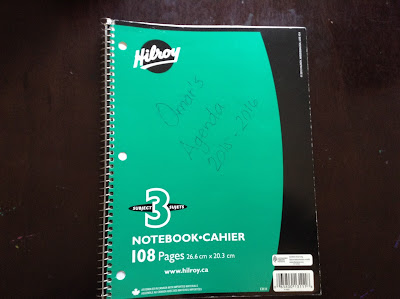 Hilroy
Omar's
Agenda
2015-2016
SUBJECT 3 SUJETS
NOTEBOOK•CAHIER
108 Pages 26.6 cm x 20.3 cm
www.hilroy.ca